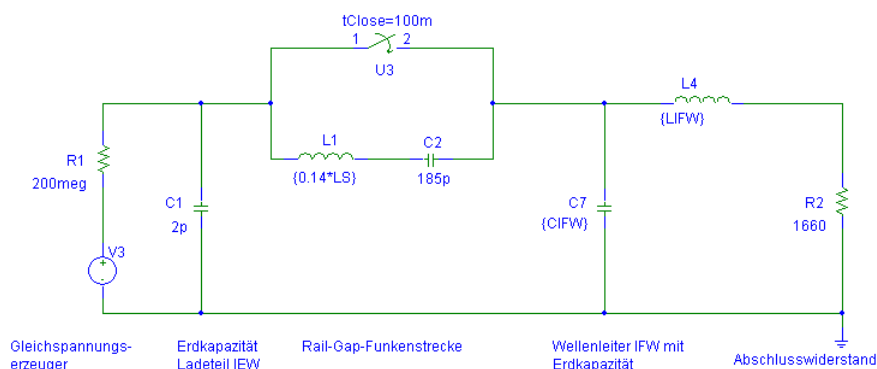 tClose=100m
1 2
U3
L4
{LIFW}
L1
C2
{0.14*LS}
185p
R1
200meg
C1
2p
C7
{CIFW}
R2
1660
V3
+
-
Gleichspannungs-
erzeuger
Erdkapazität
Ladeteil IEW
Rail-Gap-Funkenstrecke
Wellenleiter IFW mit
Erdkapazität
Abschlusswiderstand